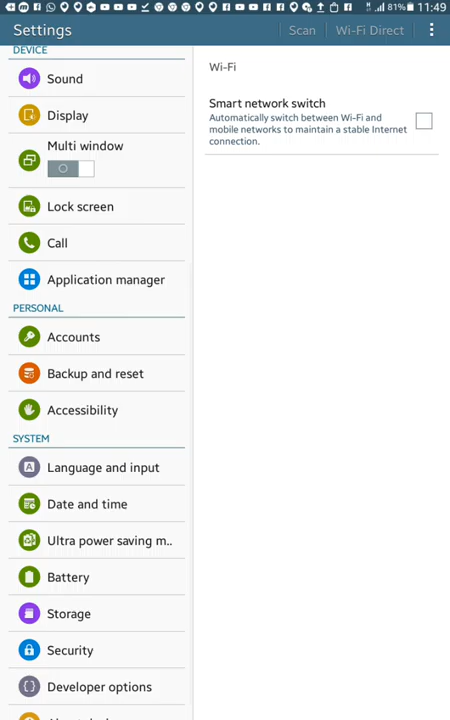 81% 11:49
Settings
Scan
Wi-Fi Direct
DEVICE
Sound
Display
Multi window
Lock screen
Call
Application manager
PERSONAL
Accounts
Backup and reset
Accessibility
SYSTEM
Language and input
Date and time
Ultra power saving m..
Battery
Storage
Security
Developer options
Wi-Fi
Smart network switch
Automatically switch between Wi-Fi and
mobile networks to maintain a stable Internet
connection.